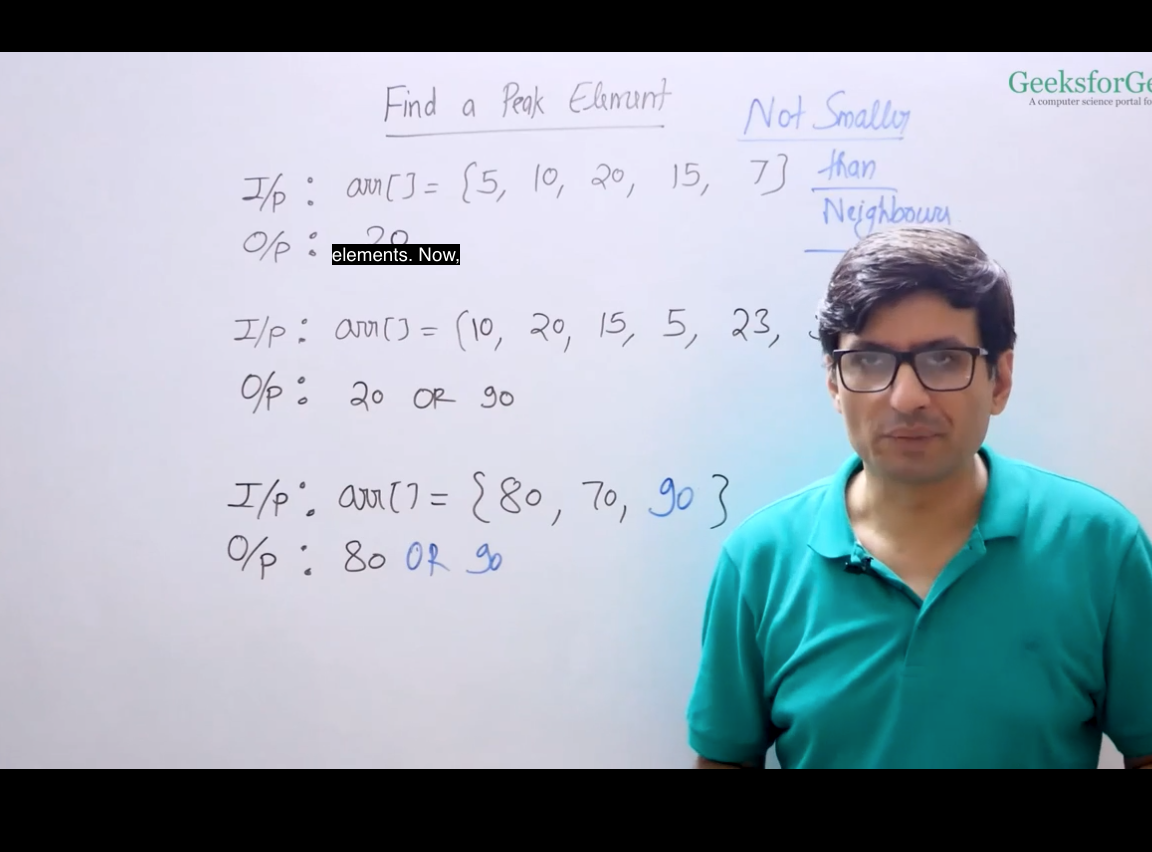 Find a Peak Element
GeeksforGe
A computer science portal fo
Not Smaller
than
Neighbours
I/p : arr[] = {5, 10, 20, 15, 7}
O/p : 20
elements. Now,
I/p : arr[] = {10, 20, 15, 5, 23,
O/p : 20 OR 90
I/p : arr[] = {80, 70, 90}
O/p : 80 OR 90